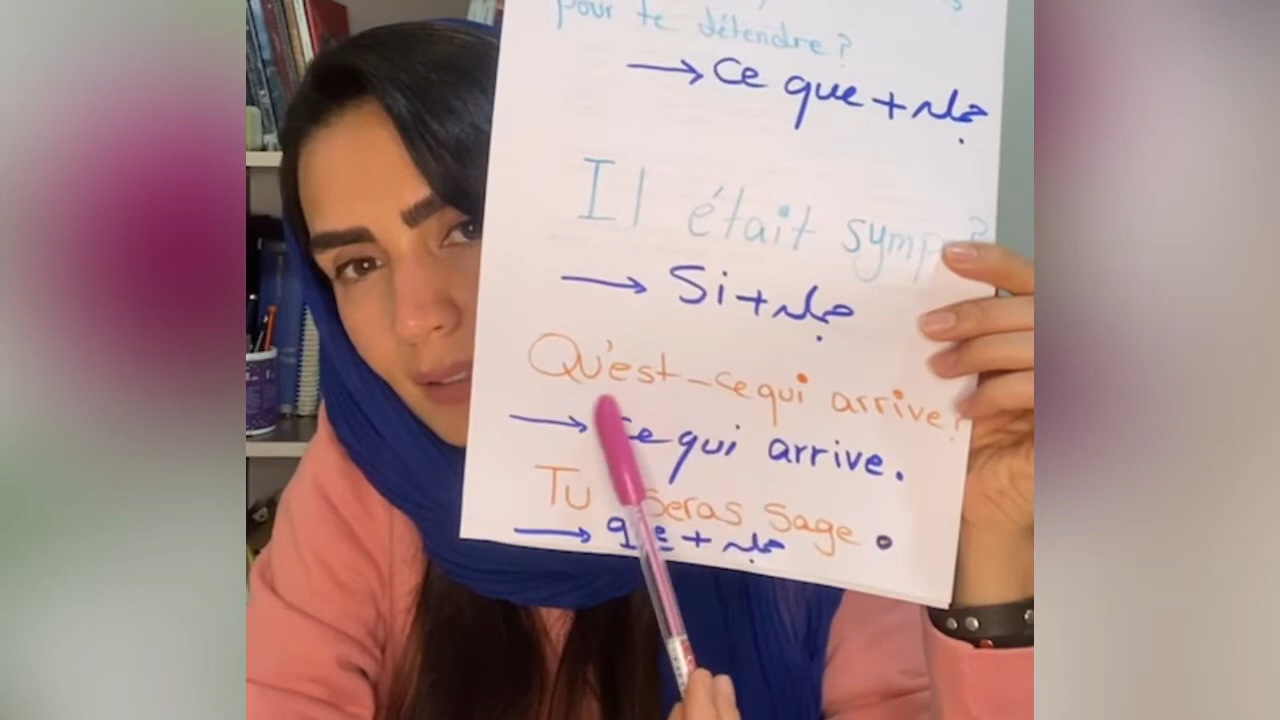 pour te détendre?
→ Ce que + جمله
Il était symp ?
→ Si + جمله
Qu'est-ce qui arrive?
→ Ce qui arrive.
Tu seras sage.
→ que + جمله